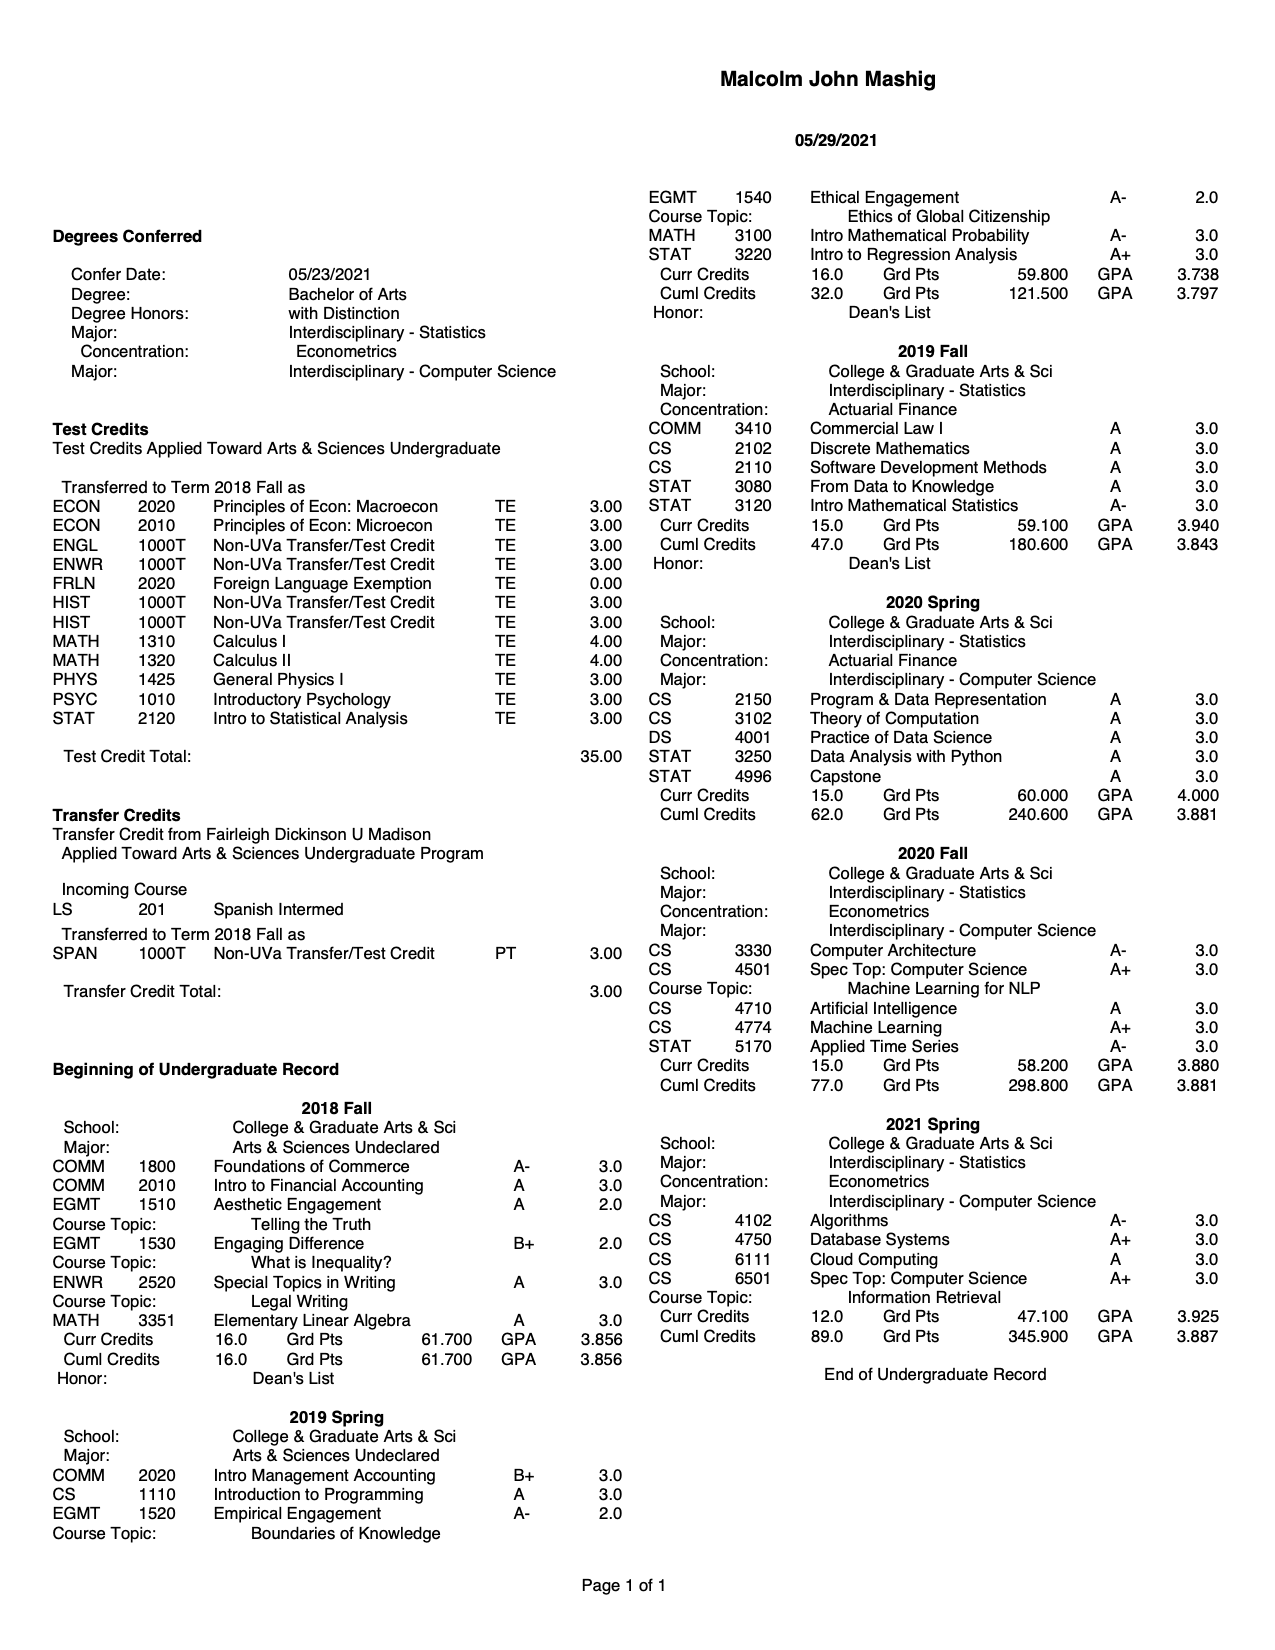 Malcolm John Mashig
05/29/2021
Degrees Conferred
Confer Date: 05/23/2021
Degree: Bachelor of Arts
Degree Honors: with Distinction
Major: Interdisciplinary - Statistics
Concentration: Econometrics
Major: Interdisciplinary - Computer Science
Test Credits
Test Credits Applied Toward Arts & Sciences Undergraduate
Transferred to Term 2018 Fall as
ECON 2020 Principles of Econ: Macroecon TE 3.00
ECON 2010 Principles of Econ: Microecon TE 3.00
ENGL 1000T Non-UVa Transfer/Test Credit TE 3.00
ENWR 1000T Non-UVa Transfer/Test Credit TE 3.00
FRLN 2020 Foreign Language Exemption TE 0.00
HIST 1000T Non-UVa Transfer/Test Credit TE 3.00
HIST 1000T Non-UVa Transfer/Test Credit TE 3.00
MATH 1310 Calculus I TE 4.00
MATH 1320 Calculus II TE 4.00
PHYS 1425 General Physics I TE 3.00
PSYC 1010 Introductory Psychology TE 3.00
STAT 2120 Intro to Statistical Analysis TE 3.00
Test Credit Total: 35.00
Transfer Credits
Transfer Credit from Fairleigh Dickinson U Madison
Applied Toward Arts & Sciences Undergraduate Program
Incoming Course
LS 201 Spanish Intermed
Transferred to Term 2018 Fall as
SPAN 1000T Non-UVa Transfer/Test Credit PT 3.00
Transfer Credit Total: 3.00
Beginning of Undergraduate Record
2018 Fall
School: College & Graduate Arts & Sci
Major: Arts & Sciences Undeclared
COMM 1800 Foundations of Commerce A- 3.0
COMM 2010 Intro to Financial Accounting A 3.0
EGMT 1510 Aesthetic Engagement A 2.0
Course Topic: Telling the Truth
EGMT 1530 Engaging Difference B+ 2.0
Course Topic: What is Inequality?
ENWR 2520 Special Topics in Writing A 3.0
Course Topic: Legal Writing
MATH 3351 Elementary Linear Algebra A 3.0
Curr Credits 16.0 Grd Pts 61.700 GPA 3.856
Cuml Credits 16.0 Grd Pts 61.700 GPA 3.856
Honor: Dean's List
2019 Spring
School: College & Graduate Arts & Sci
Major: Arts & Sciences Undeclared
COMM 2020 Intro Management Accounting B+ 3.0
CS 1110 Introduction to Programming A 3.0
EGMT 1520 Empirical Engagement A- 2.0
Course Topic: Boundaries of Knowledge
EGMT 1540 Ethical Engagement A- 2.0
Course Topic: Ethics of Global Citizenship
MATH 3100 Intro Mathematical Probability A- 3.0
STAT 3220 Intro to Regression Analysis A+ 3.0
Curr Credits 16.0 Grd Pts 59.800 GPA 3.738
Cuml Credits 32.0 Grd Pts 121.500 GPA 3.797
Honor: Dean's List
2019 Fall
School: College & Graduate Arts & Sci
Major: Interdisciplinary - Statistics
Concentration: Actuarial Finance
COMM 3410 Commercial Law I A 3.0
CS 2102 Discrete Mathematics A 3.0
CS 2110 Software Development Methods A 3.0
STAT 3080 From Data to Knowledge A 3.0
STAT 3120 Intro Mathematical Statistics A- 3.0
Curr Credits 15.0 Grd Pts 59.100 GPA 3.940
Cuml Credits 47.0 Grd Pts 180.600 GPA 3.843
Honor: Dean's List
2020 Spring
School: College & Graduate Arts & Sci
Major: Interdisciplinary - Statistics
Concentration: Actuarial Finance
Major: Interdisciplinary - Computer Science
CS 2150 Program & Data Representation A 3.0
CS 3102 Theory of Computation A 3.0
DS 4001 Practice of Data Science A 3.0
STAT 3250 Data Analysis with Python A 3.0
STAT 4996 Capstone A 3.0
Curr Credits 15.0 Grd Pts 60.000 GPA 4.000
Cuml Credits 62.0 Grd Pts 240.600 GPA 3.881
2020 Fall
School: College & Graduate Arts & Sci
Major: Interdisciplinary - Statistics
Concentration: Econometrics
Major: Interdisciplinary - Computer Science
CS 3330 Computer Architecture A- 3.0
CS 4501 Spec Top: Computer Science A+ 3.0
Course Topic: Machine Learning for NLP
CS 4710 Artificial Intelligence A 3.0
CS 4774 Machine Learning A+ 3.0
STAT 5170 Applied Time Series A- 3.0
Curr Credits 15.0 Grd Pts 58.200 GPA 3.880
Cuml Credits 77.0 Grd Pts 298.800 GPA 3.881
2021 Spring
School: College & Graduate Arts & Sci
Major: Interdisciplinary - Statistics
Concentration: Econometrics
Major: Interdisciplinary - Computer Science
CS 4102 Algorithms A- 3.0
CS 4750 Database Systems A+ 3.0
CS 6111 Cloud Computing A 3.0
CS 6501 Spec Top: Computer Science A+ 3.0
Course Topic: Information Retrieval
Curr Credits 12.0 Grd Pts 47.100 GPA 3.925
Cuml Credits 89.0 Grd Pts 345.900 GPA 3.887
End of Undergraduate Record
Page 1 of 1